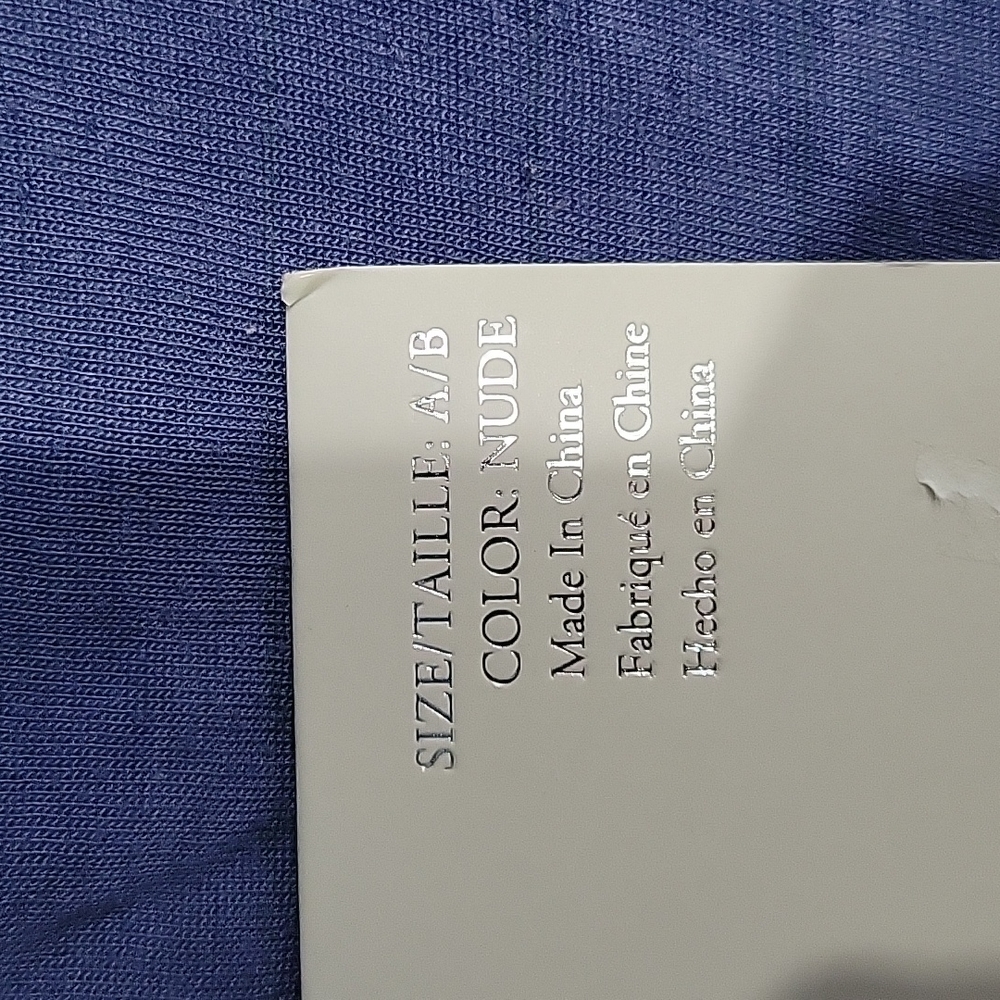 SIZE/TAILLE: A/B
COLOR: NUDE
Made In China
Fabriqué en Chine
Hecho en China